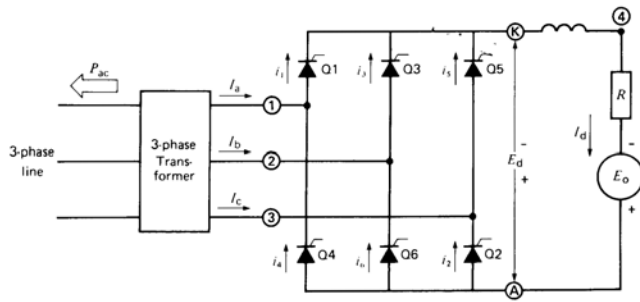 P_ac
3-phase line
3-phase Trans- former
I_a
I_b
I_c
1
2
3
i_1
Q1
i_3
Q3
i_5
Q5
i_4
Q4
i_6
Q6
i_2
Q2
K
A
-
E_d
+
4
R
I_d
-
E_o
+